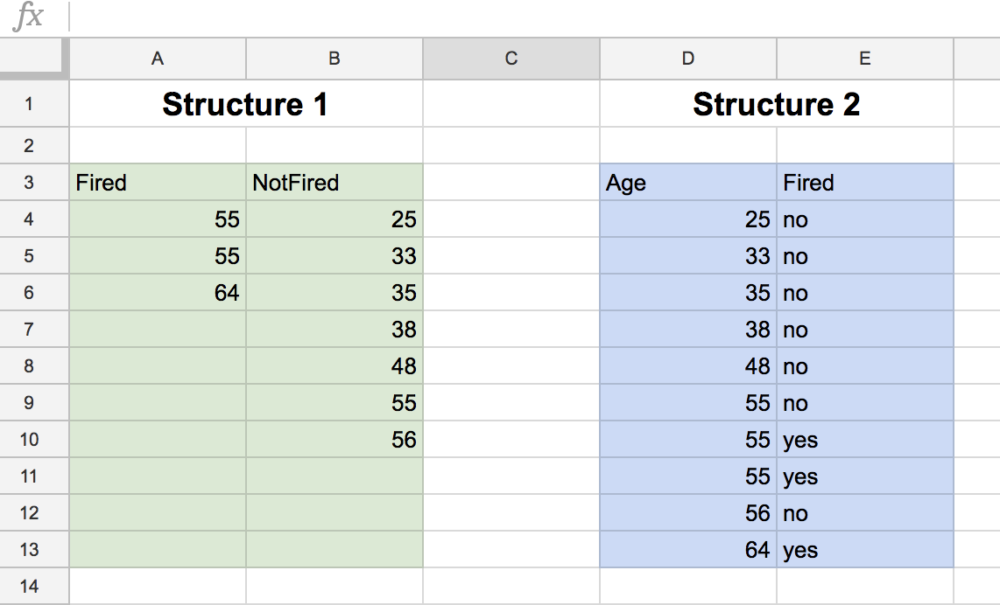 fx
A B C D E
1 Structure 1 Structure 2
2
3 Fired NotFired Age Fired
4 55 25 25 no
5 55 33 33 no
6 64 35 35 no
7 38 38 no
8 48 48 no
9 55 55 no
10 56 55 yes
11 55 yes
12 56 no
13 64 yes
14